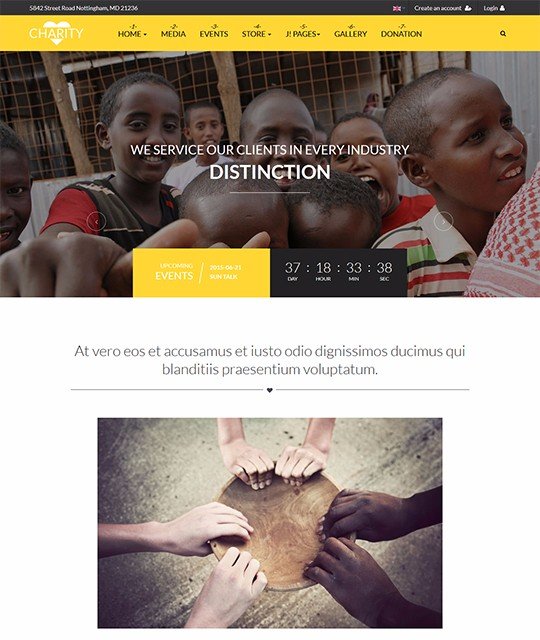 5842 Street Road Nottingham, MD 21236
Create an account
Login
CHARITY
-1- -2- -3- -4- -5- -6- -7-
HOME MEDIA EVENTS STORE J! PAGES GALLERY DONATION
WE SERVICE OUR CLIENTS IN EVERY INDUSTRY
DISTINCTION
UPCOMING
EVENTS
2015-06-21
SUN TALK
37 : 18 : 33 : 38
DAY HOUR MIN SEC
At vero eos et accusamus et iusto odio dignissimos ducimus qui
blanditiis praesentium voluptatum.